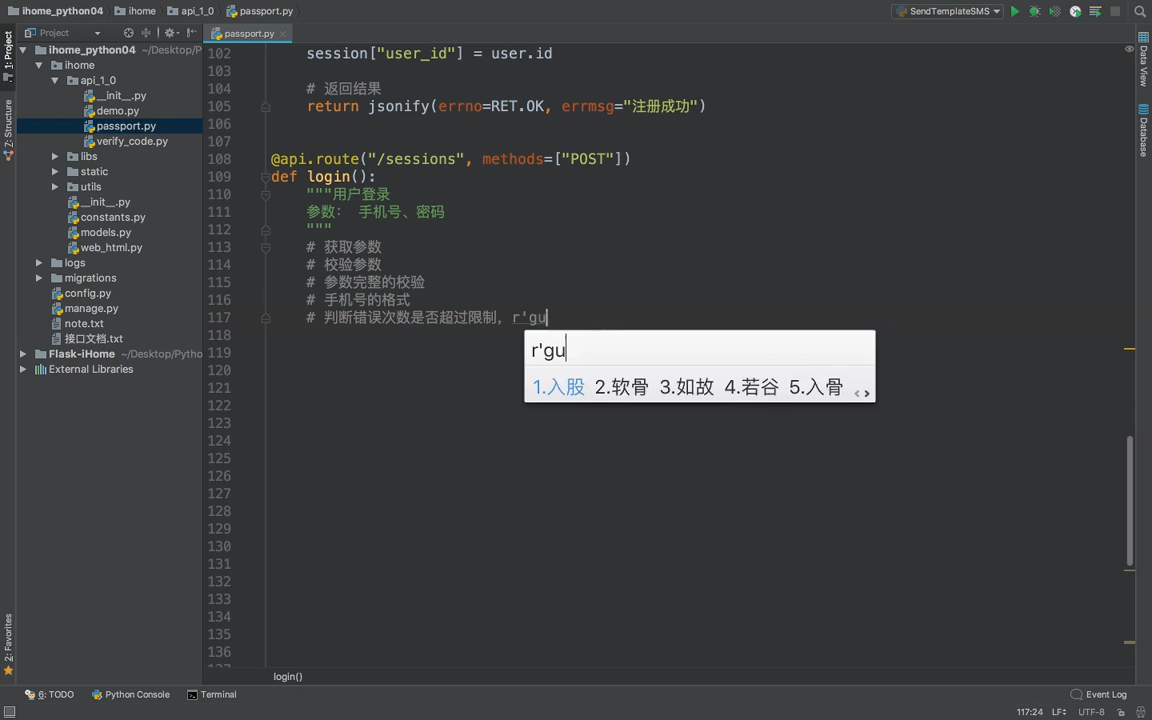 ihome_python04 ihome api_1_0 passport.py SendTemplateSMS
Project passport.py
1: Project
Z: Structure
2: Favorites
ihome_python04 ~/Desktop/P
ihome
api_1_0
__init__.py
demo.py
passport.py
verify_code.py
libs
static
utils
__init__.py
constants.py
models.py
web_html.py
logs
migrations
config.py
manage.py
note.txt
接口文档.txt
Flask-iHome ~/Desktop/Pytho
External Libraries
102 session["user_id"] = user.id
103
104 # 返回结果
105 return jsonify(errno=RET.OK, errmsg="注册成功")
106
107
108 @api.route("/sessions", methods=["POST"])
109 def login():
110 """用户登录
111 参数： 手机号、密码
112 """
113 # 获取参数
114 # 校验参数
115 # 参数完整的校验
116 # 手机号的格式
117 # 判断错误次数是否超过限制，r'gu
118
119
120
121
122
123
124
125
126
127
128
129
130
131
132
133
134
135
136
r'gu
1.入股 2.软骨 3.如故 4.若谷 5.入骨 < >
login()
Data View
Database
6: TODO Python Console Terminal Event Log
117:24 LF UTF-8